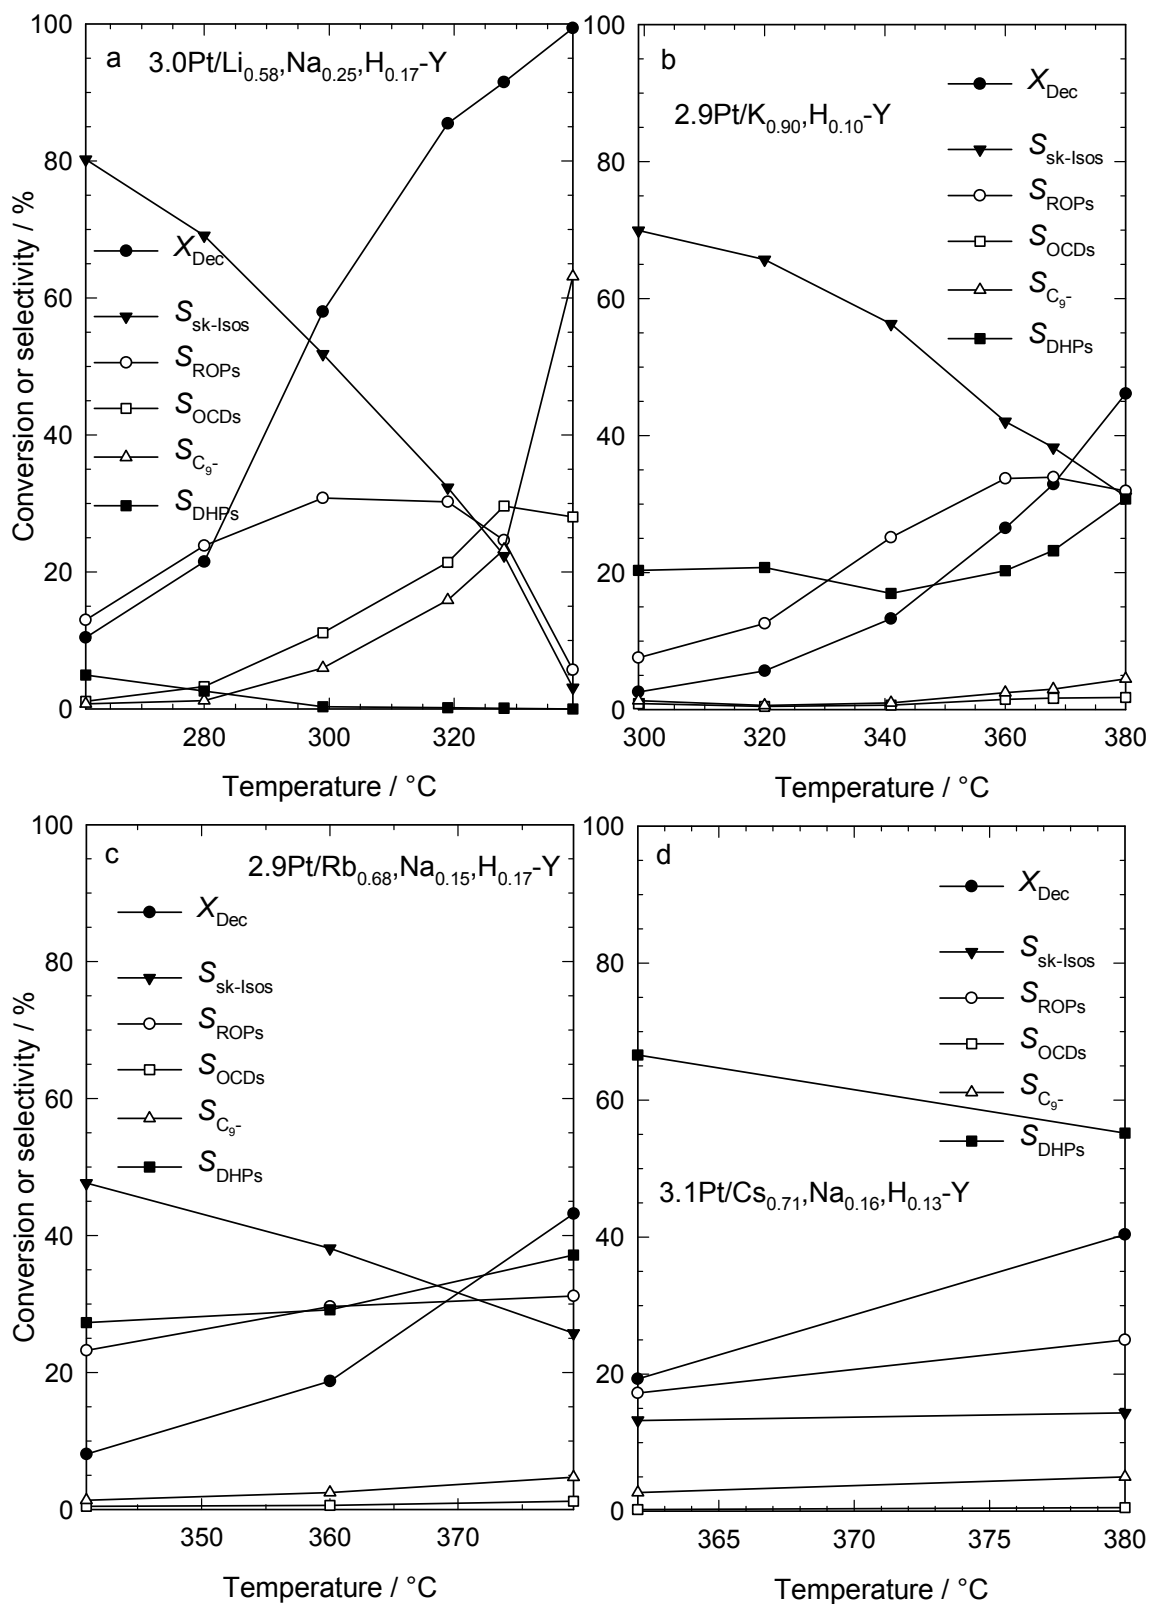 Conversion or selectivity / %
100
80
60
40
20
0
a
3.0Pt/Li0.58,Na0.25,H0.17-Y
XDec
Ssk-Isos
SROPs
SOCDs
SC9-
SDHPs
280
300
320
Temperature / °C
100
80
60
40
20
0
b
2.9Pt/K0.90,H0.10-Y
XDec
Ssk-Isos
SROPs
SOCDs
SC9-
SDHPs
300
320
340
360
380
Temperature / °C
Conversion or selectivity / %
100
80
60
40
20
0
c
2.9Pt/Rb0.68,Na0.15,H0.17-Y
XDec
Ssk-Isos
SROPs
SOCDs
SC9-
SDHPs
350
360
370
Temperature / °C
100
80
60
40
20
0
d
XDec
Ssk-Isos
SROPs
SOCDs
SC9-
SDHPs
3.1Pt/Cs0.71,Na0.16,H0.13-Y
365
370
375
380
Temperature / °C